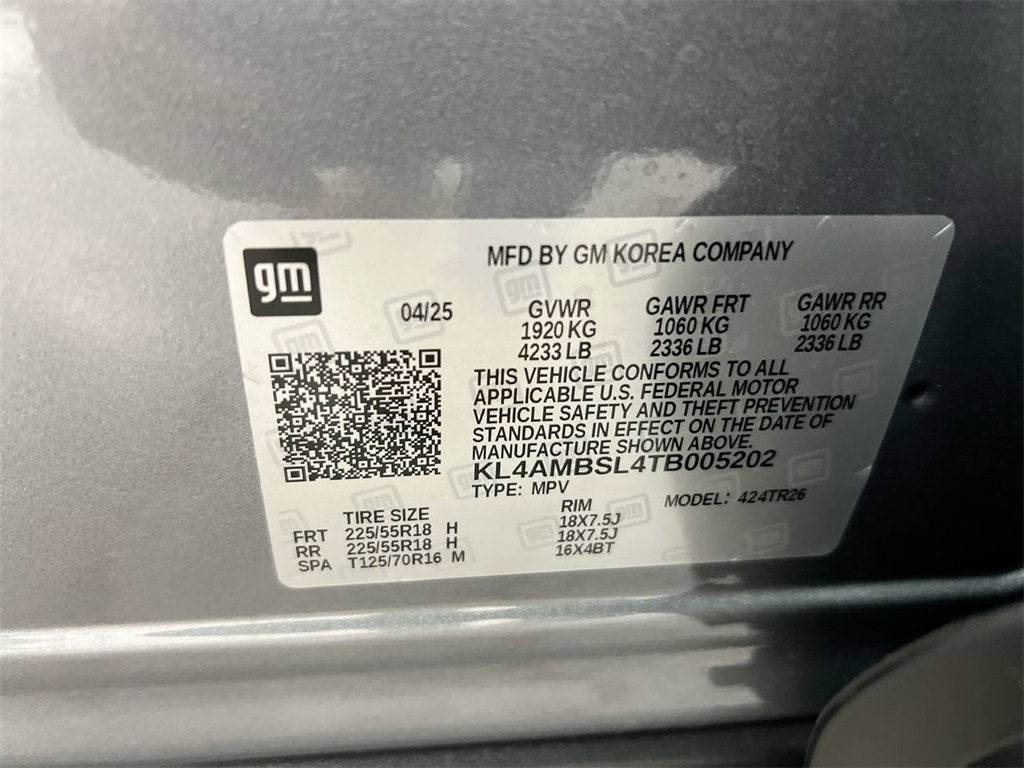 gm
MFD BY GM KOREA COMPANY
04/25
GVWR GAWR FRT GAWR RR
1920 KG 1060 KG 1060 KG
4233 LB 2336 LB 2336 LB
THIS VEHICLE CONFORMS TO ALL
APPLICABLE U.S. FEDERAL MOTOR
VEHICLE SAFETY AND THEFT PREVENTION
STANDARDS IN EFFECT ON THE DATE OF
MANUFACTURE SHOWN ABOVE.
KL4AMBSL4TB005202
TYPE: MPV
MODEL: 424TR26
TIRE SIZE RIM
FRT 225/55R18 H 18X7.5J
RR 225/55R18 H 18X7.5J
SPA T125/70R16 M 16X4BT